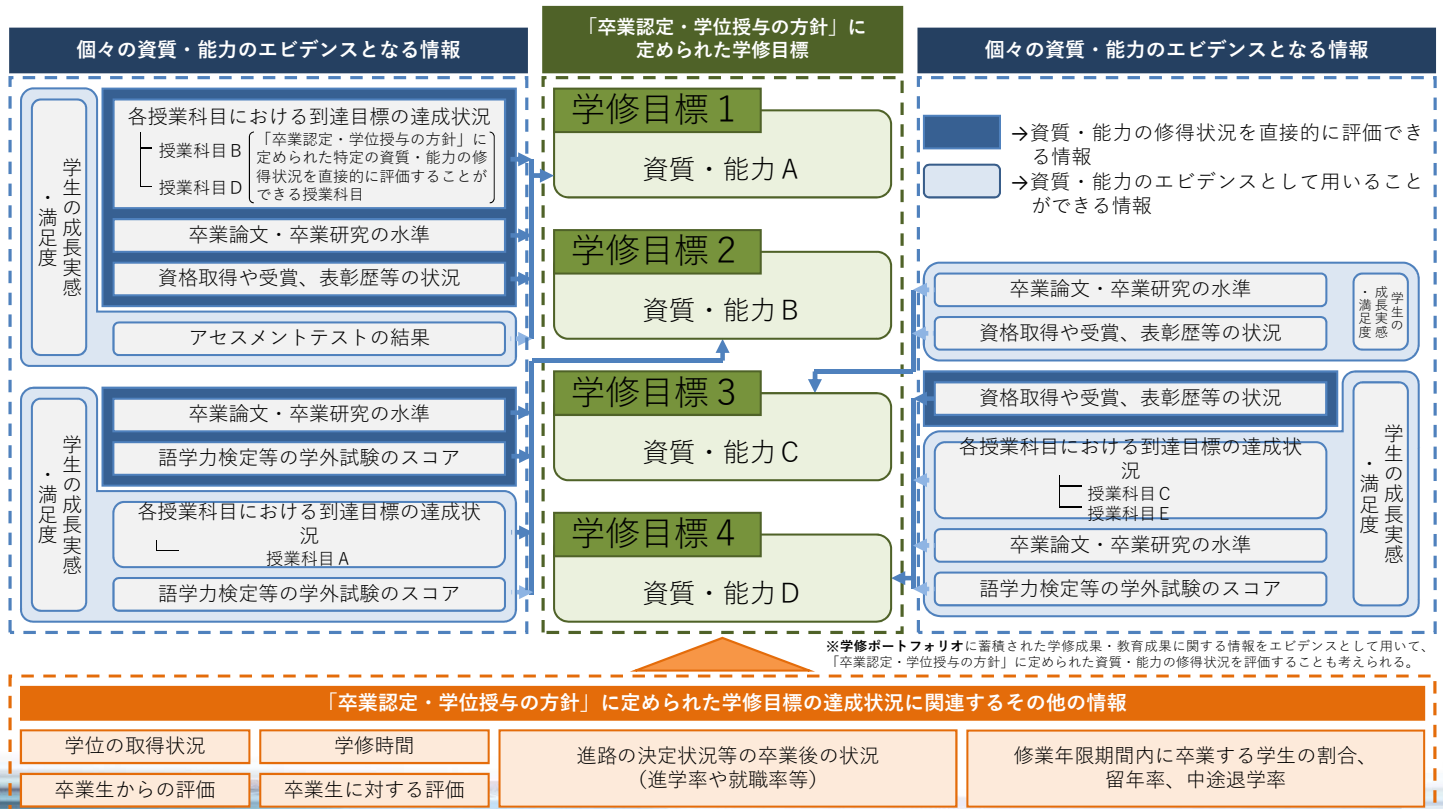 個々の資質・能力のエビデンスとなる情報
学生の成長実感
・満足度
各授業科目における到達目標の達成状況
授業科目B
授業科目D
「卒業認定・学位授与の方針」に
定められた特定の資質・能力の修
得状況を直接的に評価することが
できる授業科目
卒業論文・卒業研究の水準
資格取得や受賞、表彰歴等の状況
アセスメントテストの結果
学生の成長実感
・満足度
卒業論文・卒業研究の水準
語学力検定等の学外試験のスコア
各授業科目における到達目標の達成状
況
授業科目A
語学力検定等の学外試験のスコア
「卒業認定・学位授与の方針」に
定められた学修目標
学修目標1
資質・能力A
学修目標2
資質・能力B
学修目標3
資質・能力C
学修目標4
資質・能力D
個々の資質・能力のエビデンスとなる情報
→資質・能力の修得状況を直接的に評価でき
る情報
→資質・能力のエビデンスとして用いること
ができる情報
卒業論文・卒業研究の水準
資格取得や受賞、表彰歴等の状況
学生の
成長実感
・満足度
資格取得や受賞、表彰歴等の状況
各授業科目における到達目標の達成状
況
授業科目C
授業科目E
卒業論文・卒業研究の水準
語学力検定等の学外試験のスコア
学生の成長実感
・満足度
※学修ポートフォリオに蓄積された学修成果・教育成果に関する情報をエビデンスとして用いて、
「卒業認定・学位授与の方針」に定められた資質・能力の修得状況を評価することも考えられる。
「卒業認定・学位授与の方針」に定められた学修目標の達成状況に関連するその他の情報
学位の取得状況
学修時間
卒業生からの評価
卒業生に対する評価
進路の決定状況等の卒業後の状況
(進学率や就職率等)
修業年限期間内に卒業する学生の割合、
留年率、中途退学率